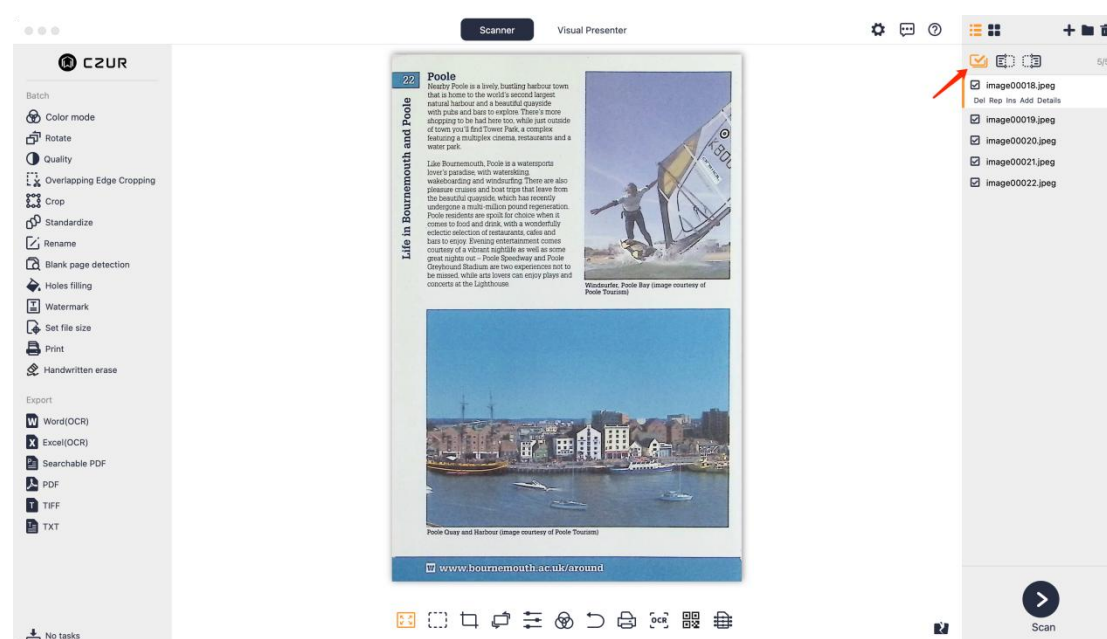 Scanner
Visual Presenter
CZUR
Batch
Color mode
Rotate
Quality
Overlapping Edge Cropping
Crop
Standardize
Rename
Blank page detection
Holes filling
Watermark
Set file size
Print
Handwritten erase
Export
W Word(OCR)
X Excel(OCR)
Searchable PDF
PDF
T TIFF
TXT
No tasks
22
Life in Bournemouth and Poole
Poole
Nearby Poole is a lively, bustling harbour town
that is home to the world's second largest
natural harbour and a beautiful quayside
with pubs and bars to explore. There's more
shopping to be had here too, while just outside
of town you'll find Tower Park, a complex
featuring a multiplex cinema, restaurants and a
water park.
Like Bournemouth, Poole is a watersports
lover's paradise, with waterskiing,
wakeboarding and windsurfing. There are also
pleasure cruises and boat trips that leave from
the beautiful quayside, which has recently
undergone a multi-million pound regeneration.
Poole residents are spoilt for choice when it
comes to food and drink, with a wonderfully
eclectic selection of restaurants, cafes and
bars to enjoy. Evening entertainment comes
courtesy of a vibrant nightlife as well as some
great nights out – Poole Speedway and Poole
Greyhound Stadium are two experiences not to
be missed, while arts lovers can enjoy plays and
concerts at the Lighthouse.
K800
Windsurfer, Poole Bay (image courtesy of
Poole Tourism)
Poole Quay and Harbour (image courtesy of Poole Tourism)
www.bournemouth.ac.uk/around
OCR
5/5
image00018.jpeg
Del Rep Ins Add Details
image00019.jpeg
image00020.jpeg
image00021.jpeg
image00022.jpeg
Scan